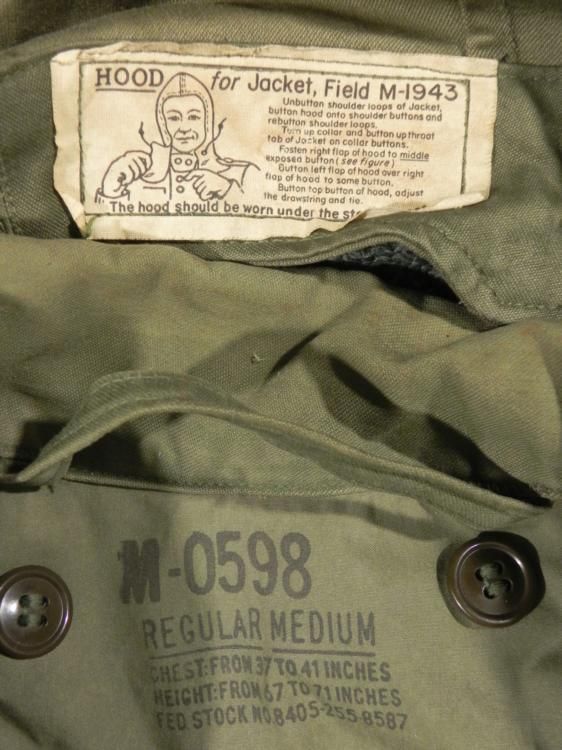 HOOD for Jacket, Field M-1943
Unbutton shoulder loops of Jacket,
button hood onto shoulder buttons and
rebutton shoulder loops.
Turn up collar and button up throat
tab of Jacket on collar buttons.
Fasten right flap of hood to middle
exposed button (see figure)
Button left flap of hood over right
flap of hood to same button.
Button top button of hood, adjust
the drawstring and tie.
The hood should be worn under the
M-0598
REGULAR MEDIUM
CHEST: FROM 37 TO 41 INCHES
HEIGHT: FROM 67 TO 71 INCHES
FED. STOCK NO. 8405-255-8587